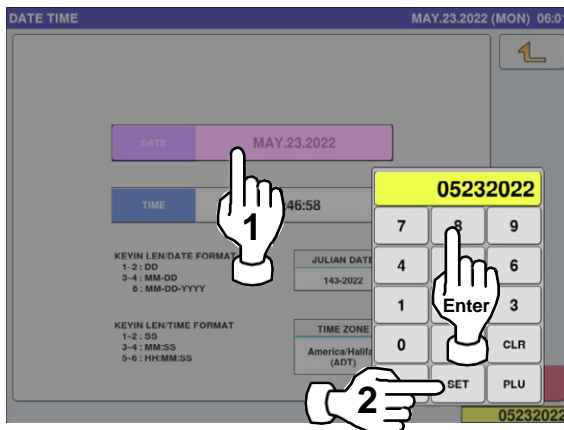 DATE TIME
MAY.23.2022 (MON) 06:01
DATE
MAY.23.2022
TIME
:46:58
1
KEYIN LEN/DATE FORMAT
1-2 : DD
3-4 : MM-DD
8 : MM-DD-YYYY
JULIAN DATE
143-2022
KEYIN LEN/TIME FORMAT
1-2 : SS
3-4 : MM:SS
5-6 : HH:MM:SS
TIME ZONE
America/Halifa
(ADT)
05232022
7
8
9
4
6
1
Enter
3
0
CLR
2
SET
PLU
05232022